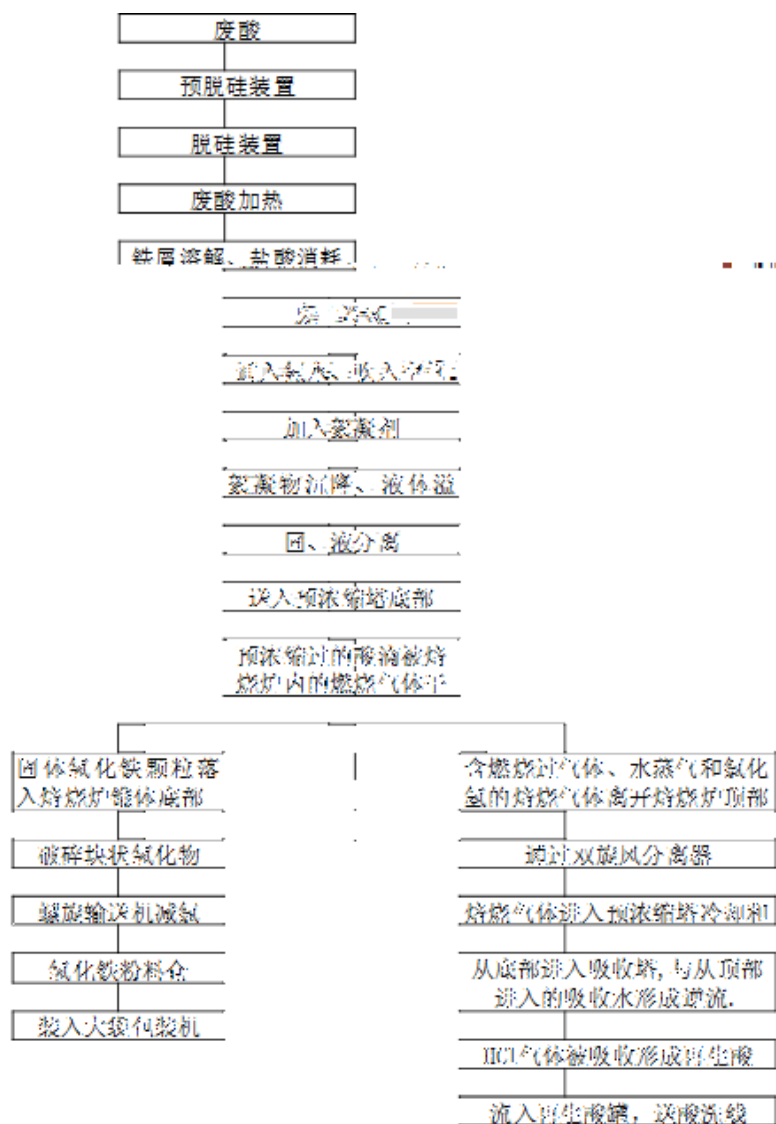 废酸
预脱硅装置
脱硅装置
废酸加热
铁屑溶解、盐酸消耗
加入絮凝剂
絮凝物沉降、液体溢
固、液分离
送入预浓缩塔底部
预浓缩过的酸滴被焙
烧炉内的燃烧气体干
固体氧化铁颗粒落
入焙烧炉锥体底部
破碎块状氧化物
螺旋输送机减氯
氧化铁粉料仓
装入大袋包装机
含燃烧过气体、水蒸气和氯化
氢的焙烧气体离开焙烧炉顶部
通过双旋风分离器
焙烧气体进入预浓缩塔冷却和
从底部进入吸收塔,与从顶部
进入的吸收水形成逆流.
HCl气体被吸收形成再生酸
流入再生酸罐，送酸洗线